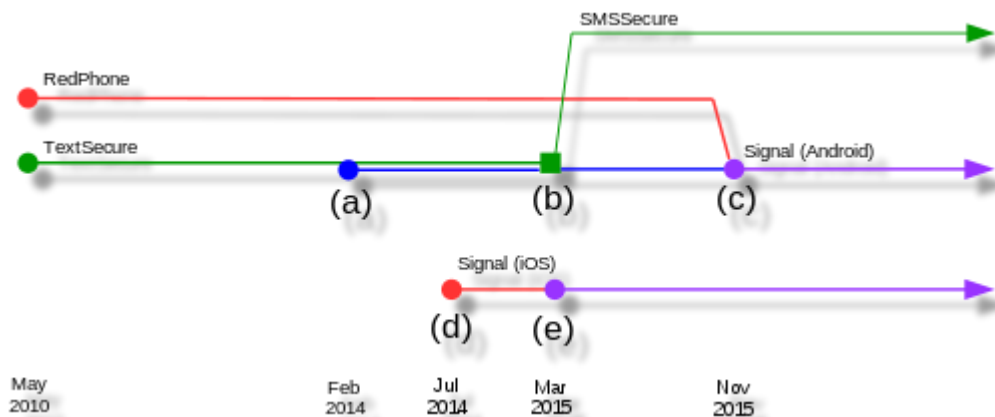 SMSSecure
RedPhone
TextSecure
Signal (Android)
(a)
(b)
(c)
Signal (iOS)
(d)
(e)
May
2010
Feb
2014
Jul
2014
Mar
2015
Nov
2015